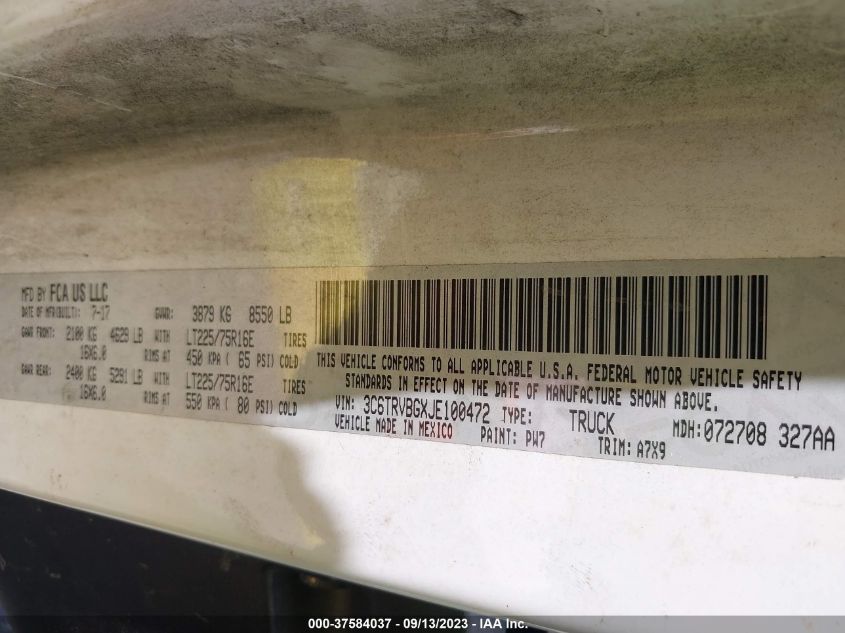 MFD BY FCA US LLC
DATE OF MFR(BUILT): 7-17 GVWR: 3879 KG 8550 LB
GAWR FRONT: 2100 KG 4629 LB WITH LT225/75R16E TIRES
16X6.0 RIMS AT 450 KPA ( 65 PSI) COLD
GAWR REAR: 2400 KG 5291 LB WITH LT225/75R16E TIRES
16X6.0 RIMS AT 550 KPA ( 80 PSI) COLD
THIS VEHICLE CONFORMS TO ALL APPLICABLE U.S.A. FEDERAL MOTOR VEHICLE SAFETY
STANDARDS IN EFFECT ON THE DATE OF MANUFACTURE SHOWN ABOVE.
VIN: 3C6TRVBGXJE100472 TYPE: TRUCK MDH:072708 327AA
VEHICLE MADE IN MEXICO PAINT: PW7 TRIM: A7X9
000-37584037 - 09/13/2023 - IAA Inc.